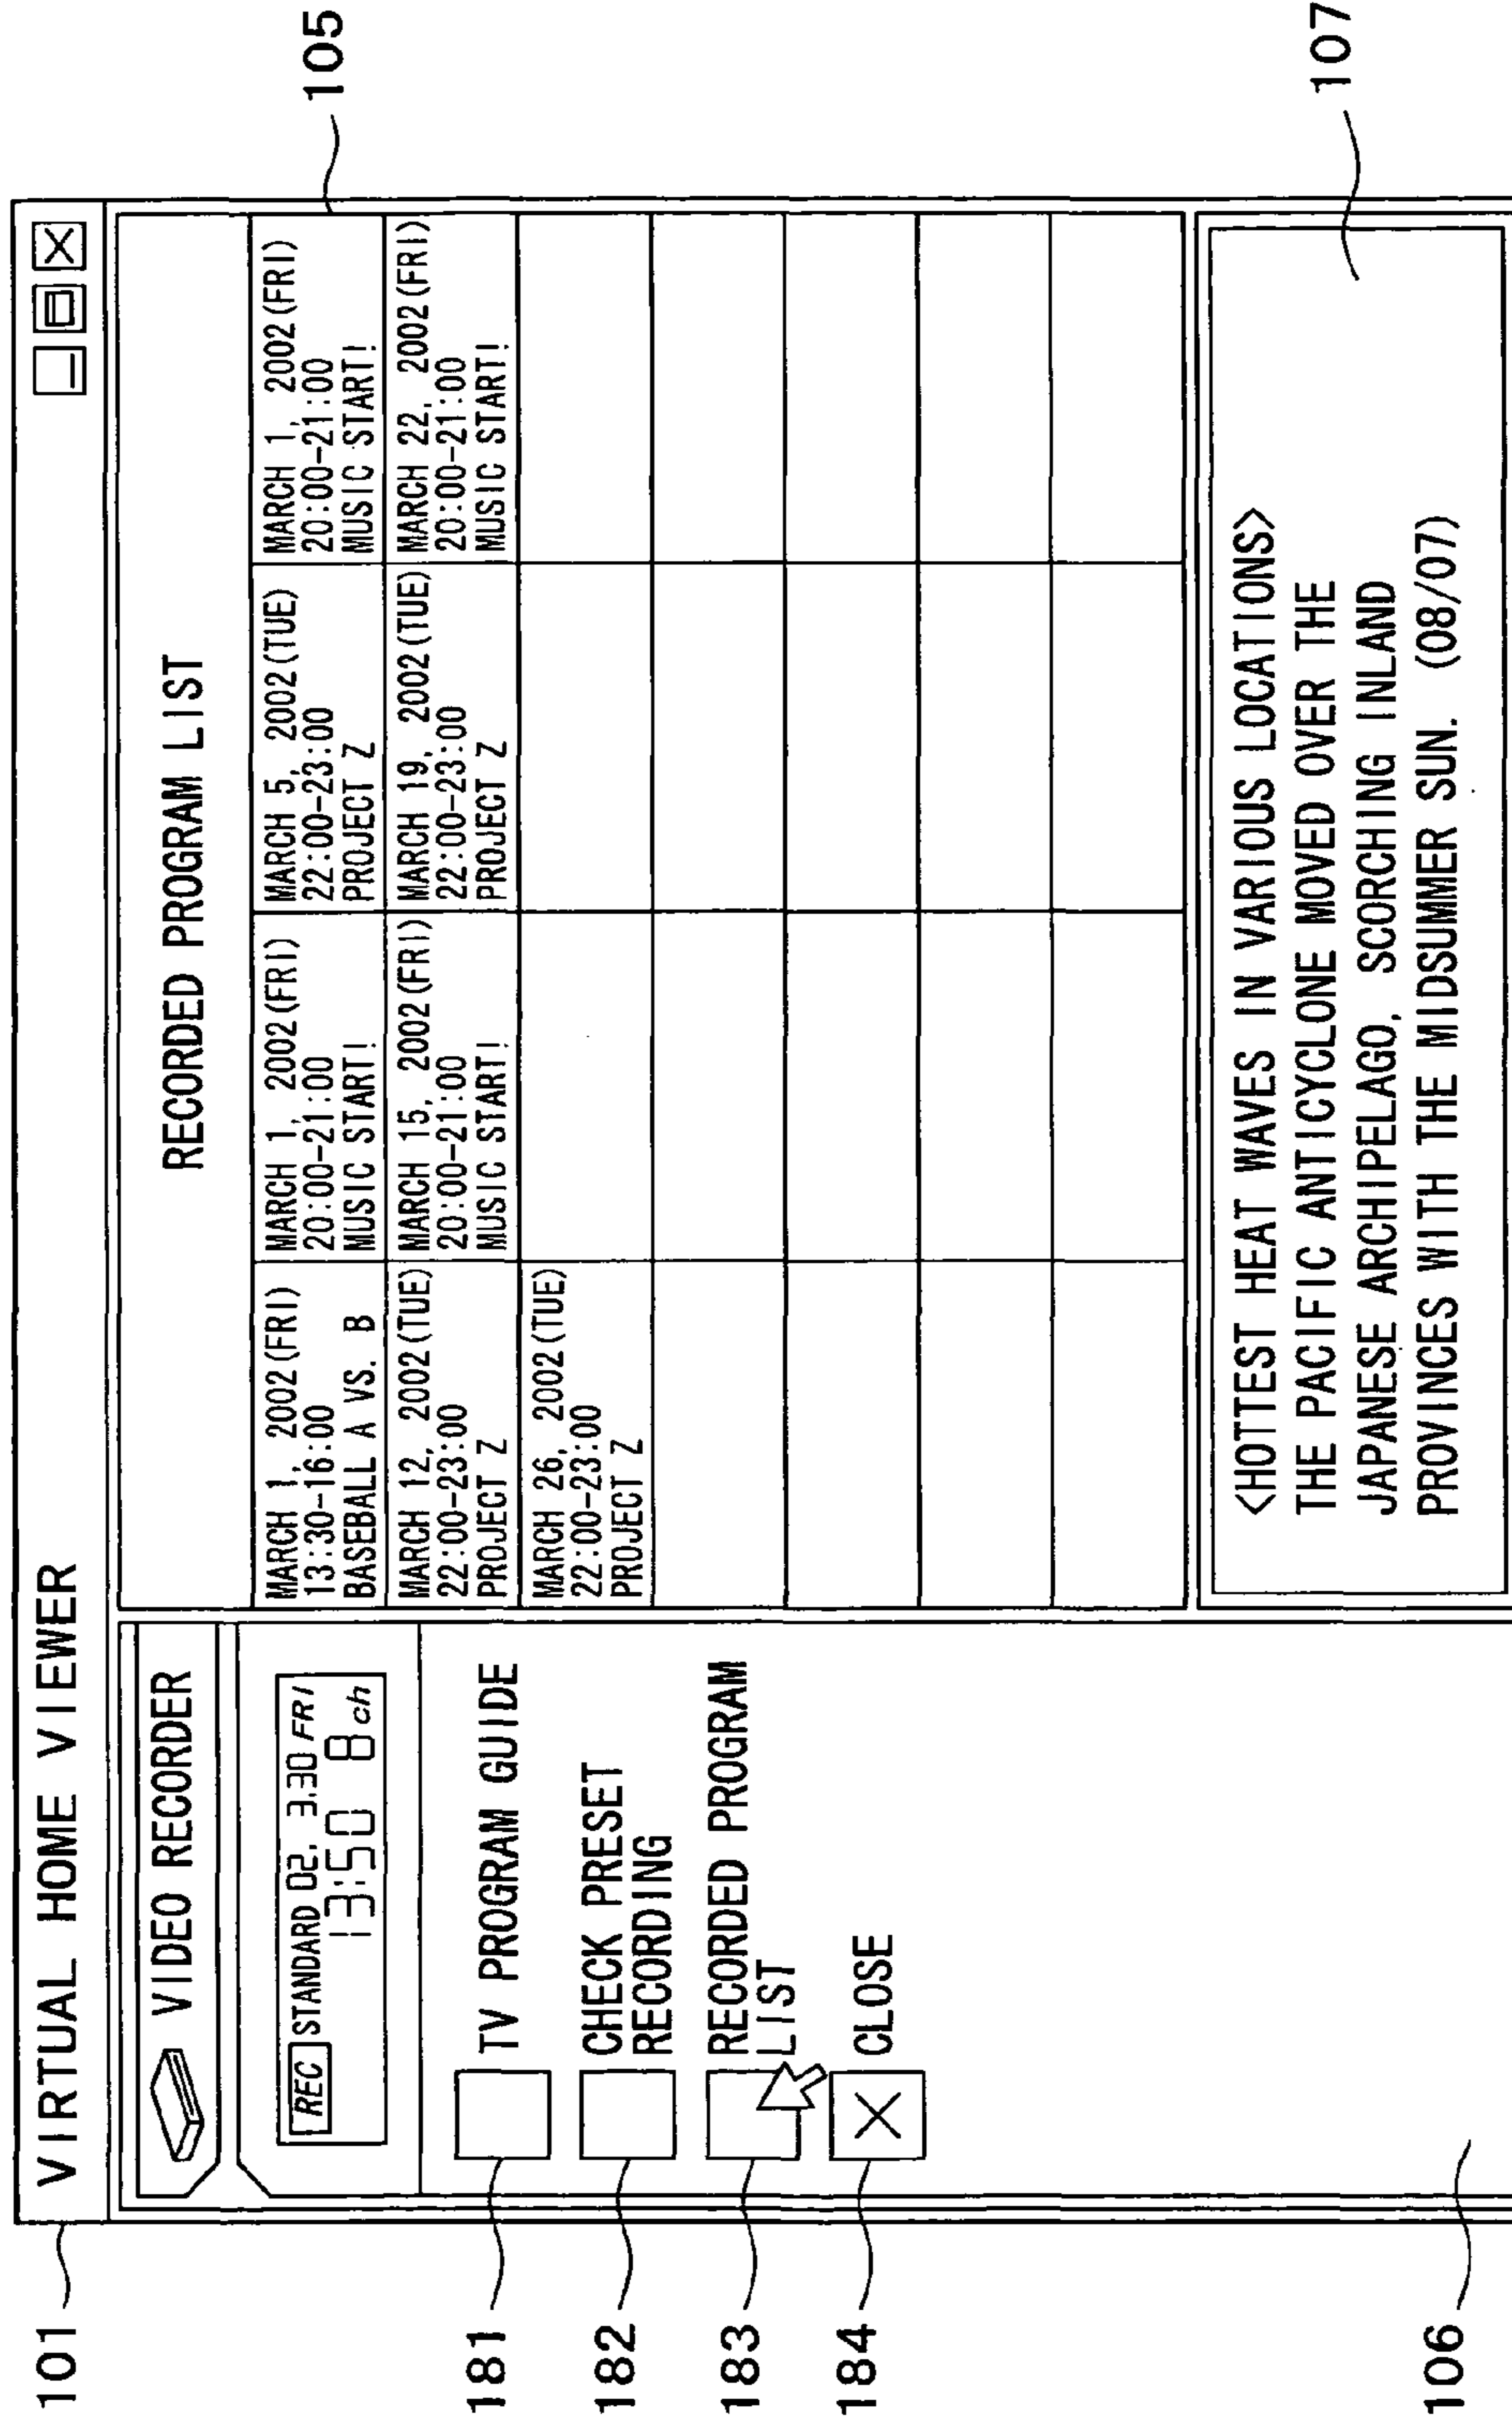 101
VIRTUAL HOME VIEWER
VIDEO RECORDER
REC STANDARD 02. 3.30 FRI
13:50 8ch
181
TV PROGRAM GUIDE
182
CHECK PRESET
RECORDING
183
RECORDED PROGRAM
LIST
184
CLOSE
106
105
RECORDED PROGRAM LIST
MARCH 1, 2002(FRI)
13:30-16:00
BASEBALL A VS. B
MARCH 1, 2002(FRI)
20:00-21:00
MUSIC START!
MARCH 5, 2002(TUE)
22:00-23:00
PROJECT Z
MARCH 1, 2002(FRI)
20:00-21:00
MUSIC START!
MARCH 12, 2002(TUE)
22:00-23:00
PROJECT Z
MARCH 15, 2002(FRI)
20:00-21:00
MUSIC START!
MARCH 19, 2002(TUE)
22:00-23:00
PROJECT Z
MARCH 22, 2002(FRI)
20:00-21:00
MUSIC START!
MARCH 26, 2002(TUE)
22:00-23:00
PROJECT Z
107
<HOTTEST HEAT WAVES IN VARIOUS LOCATIONS>
THE PACIFIC ANTICYCLONE MOVED OVER THE
JAPANESE ARCHIPELAGO, SCORCHING INLAND
PROVINCES WITH THE MIDSUMMER SUN. (08/07)